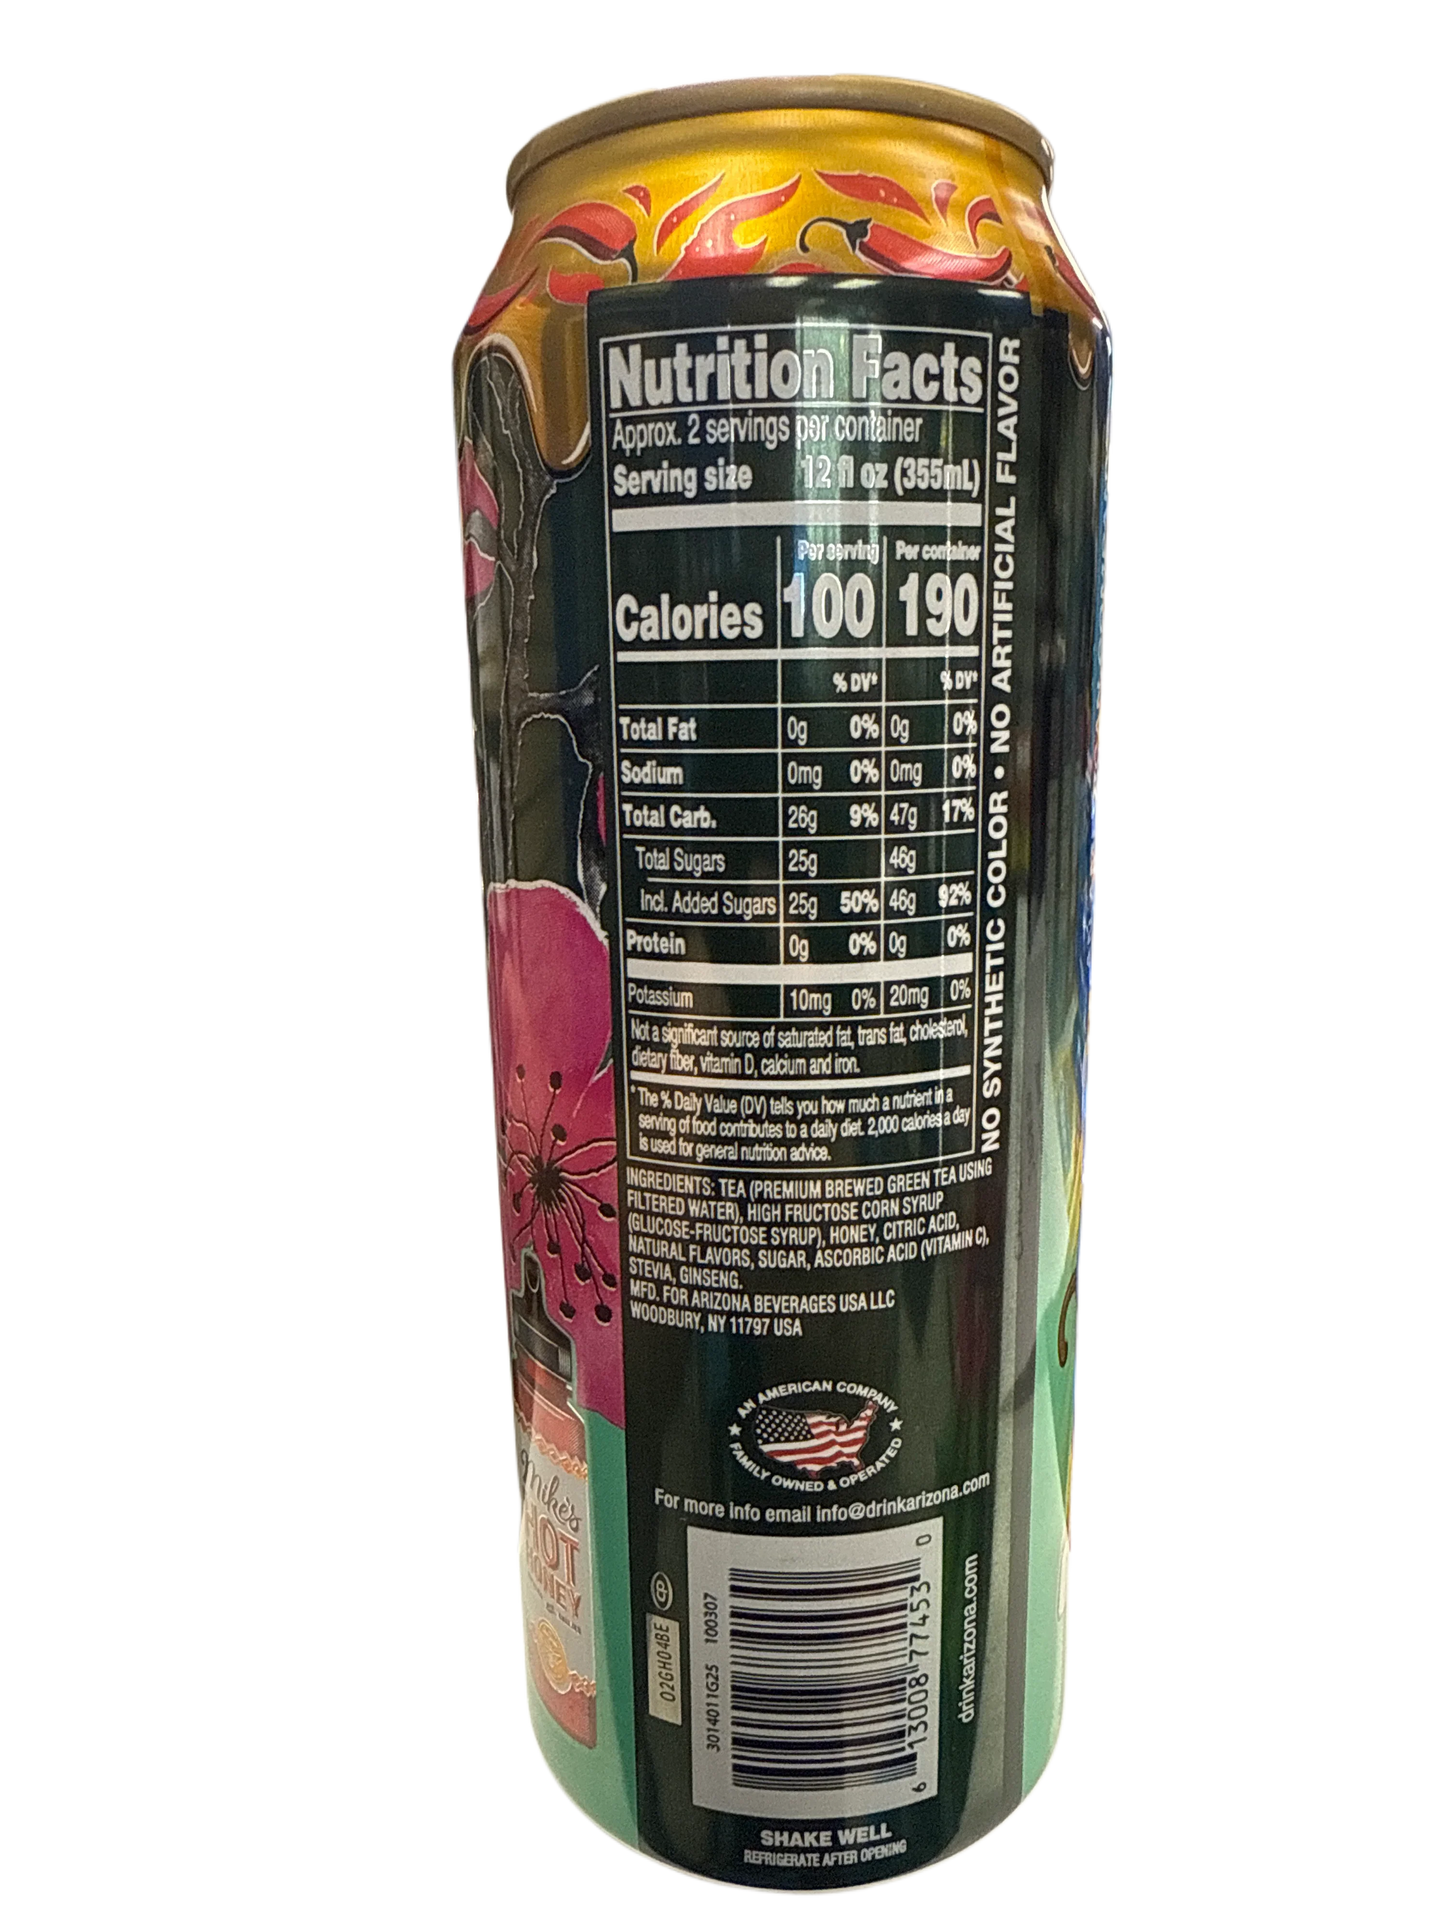 Nutrition Facts
Approx. 2 servings per container
Serving size 12 fl oz (355mL)
Per serving Per container
Calories 100 190
% DV* % DV*
Total Fat 0g 0% 0g 0%
Sodium 0mg 0% 0mg 0%
Total Carb. 26g 9% 47g 17%
Total Sugars 25g 46g
Incl. Added Sugars 25g 50% 46g 92%
Protein 0g 0% 0g 0%
Potassium 10mg 0% 20mg 0%
Not a significant source of saturated fat, trans fat, cholesterol,
dietary fiber, vitamin D, calcium and iron.
* The % Daily Value (DV) tells you how much a nutrient in a
serving of food contributes to a daily diet. 2,000 calories a day
is used for general nutrition advice.
NO SYNTHETIC COLOR • NO ARTIFICIAL FLAVOR
INGREDIENTS: TEA (PREMIUM BREWED GREEN TEA USING
FILTERED WATER), HIGH FRUCTOSE CORN SYRUP
(GLUCOSE-FRUCTOSE SYRUP), HONEY, CITRIC ACID,
NATURAL FLAVORS, SUGAR, ASCORBIC ACID (VITAMIN C),
STEVIA, GINSENG.
MFD. FOR ARIZONA BEVERAGES USA LLC
WOODBURY, NY 11797 USA
AN AMERICAN COMPANY
FAMILY OWNED & OPERATED
For more info email info@drinkarizona.com
Mike's
HOT
HONEY
CP
02GH04BE
3014011G25 100307
6 13008 77453 0
drinkarizona.com
SHAKE WELL
REFRIGERATE AFTER OPENING